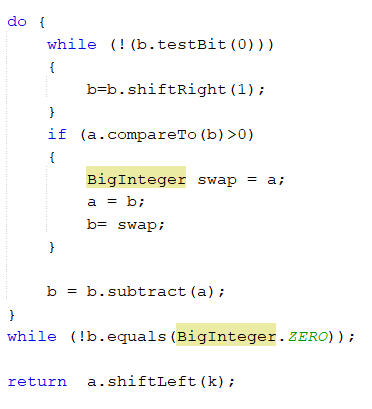 do {
while (!(b.testBit(0)))
{
b=b.shiftRight(1);
}
if (a.compareTo(b)>0)
{
BigInteger swap = a;
a = b;
b= swap;
}
b = b.subtract(a);
}
while (!b.equals(BigInteger.ZERO));
return  a.shiftLeft(k);